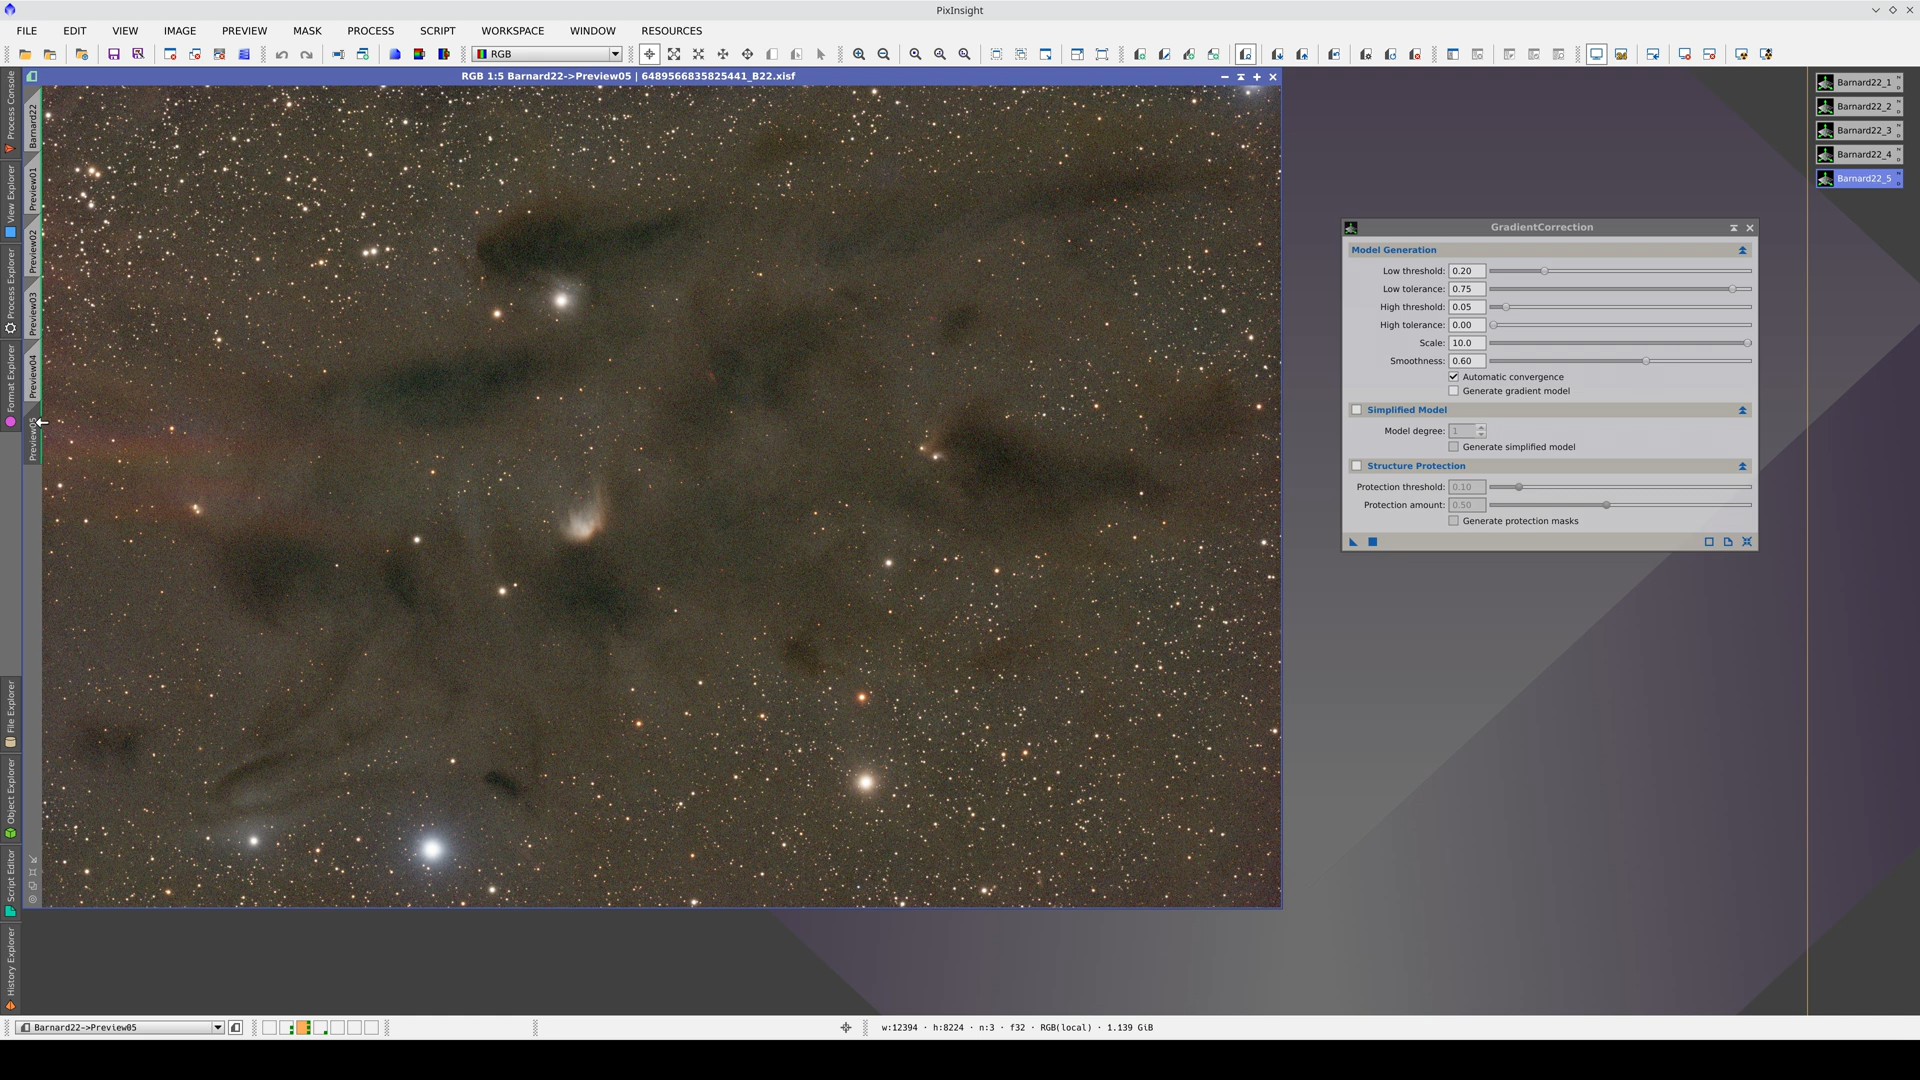 PixInsight
FILE EDIT VIEW IMAGE PREVIEW MASK PROCESS SCRIPT WORKSPACE WINDOW RESOURCES
RGB
RGB 1:5 Barnard22->Preview05 | 6489566835825441_B22.xisf
Process Console
View Explorer
Process Explorer
Format Explorer
File Explorer
Object Explorer
Script Editor
History Explorer
Barnard22
Preview01
Preview02
Preview03
Preview04
Preview05
Barnard22_1
Barnard22_2
Barnard22_3
Barnard22_4
Barnard22_5
GradientCorrection
Model Generation
Low threshold: 0.20
Low tolerance: 0.75
High threshold: 0.05
High tolerance: 0.00
Scale: 10.0
Smoothness: 0.60
Automatic convergence
Generate gradient model
Simplified Model
Model degree: 1
Generate simplified model
Structure Protection
Protection threshold: 0.10
Protection amount: 0.50
Generate protection masks
Barnard22->Preview05
w:12394 · h:8224 · n:3 · f32 · RGB(local) · 1.139 GiB